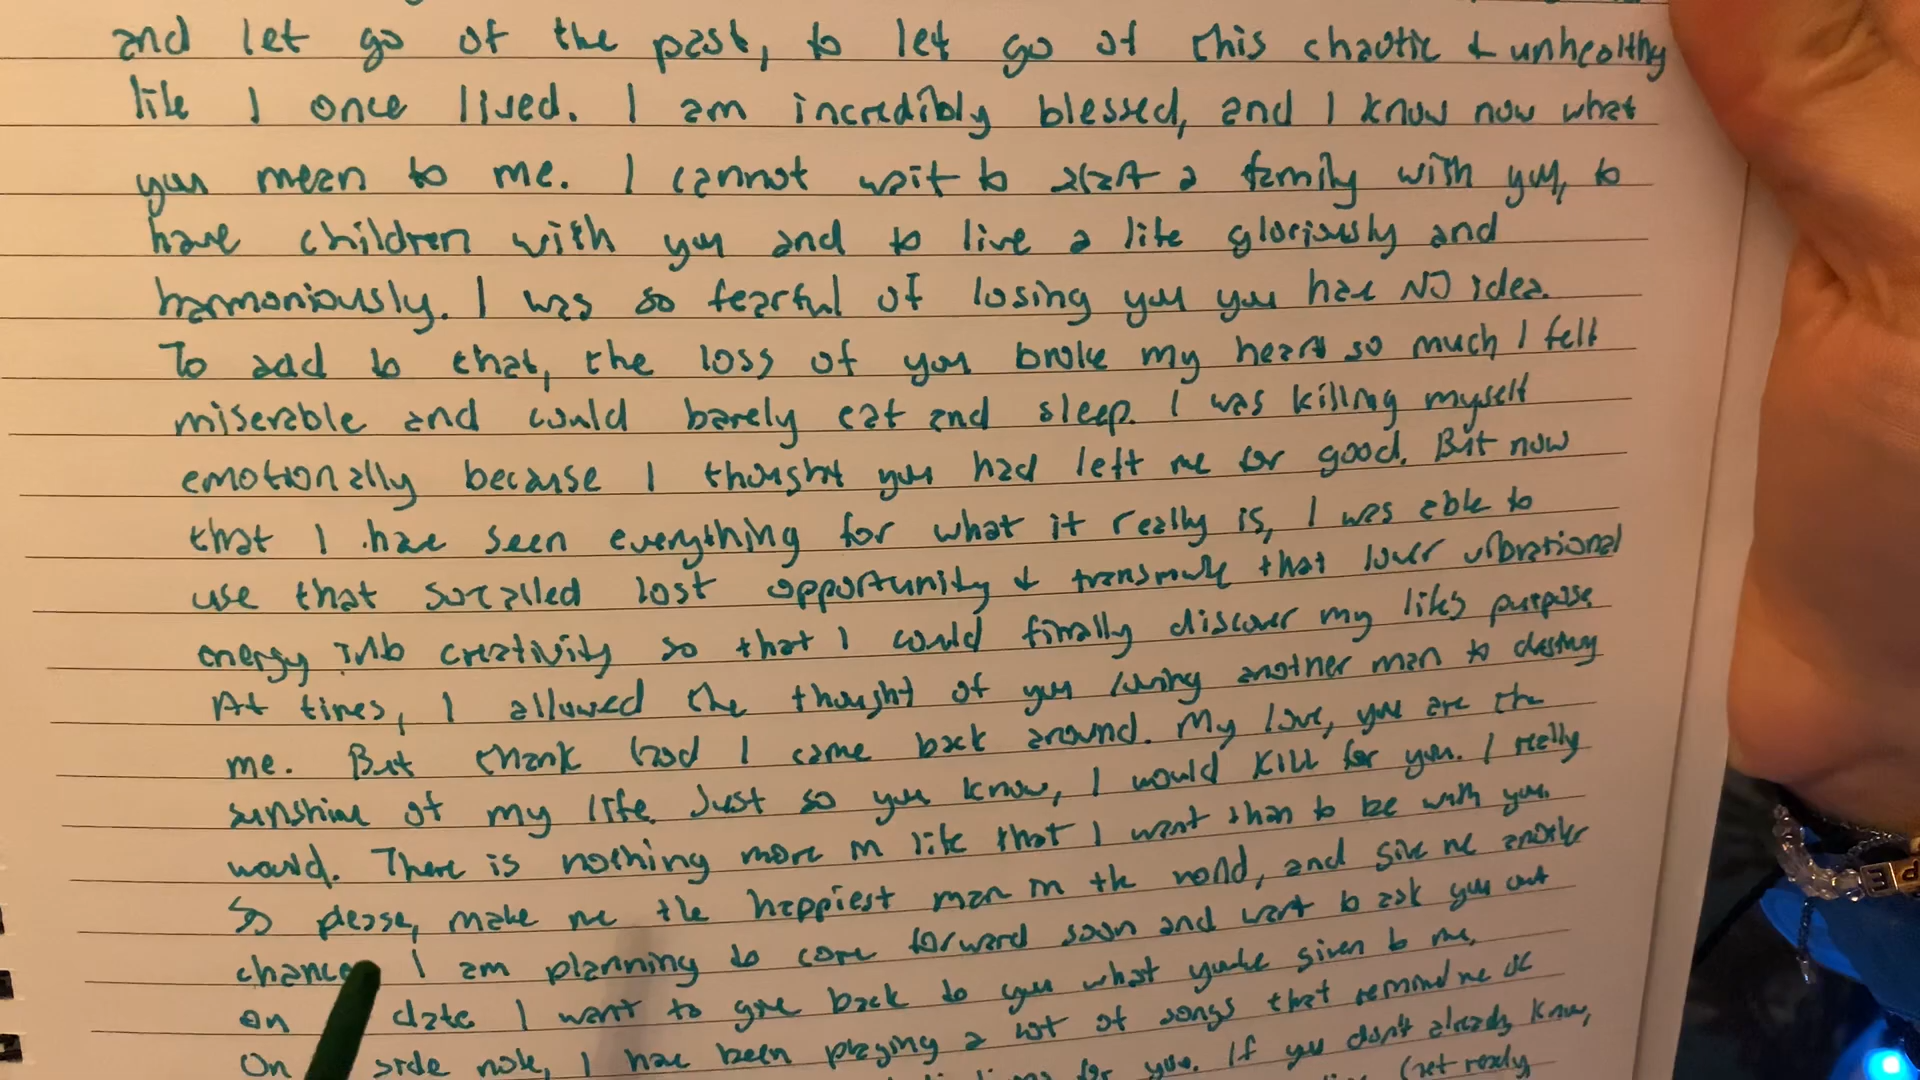 and let go of the past, to let go of this chaotic & unhealthy
life I once lived. I am incredibly blessed, and I know now what
you mean to me. I cannot wait to start a family with you, to
have children with you and to live a life gloriously and
harmoniously. I was so fearful of losing you you have NO idea.
To add to that, the loss of you broke my heart so much I felt
miserable and could barely eat and sleep. I was killing myself
emotionally because I thought you had left me for good. But now
that I have seen everything for what it really is, I was able to
use that socalled lost opportunity & transmute that lower vibrational
energy into creativity so that I could finally discover my life's purpose
At times, I allowed the thought of you loving another man to destroy
me. But thank God I came back around. My love, you are the
sunshine of my life. Just so you know, I would KILL for you. I really
would. There is nothing more in life that I want than to be with you.
So please, make me the happiest man in the world, and give me another
chance I am planning to come forward soon and want to ask you out
on date I want to give back to you what you've given to me.
On side note, I have been playing a lot of songs that remind me of
for you. If you don't already know,
(get ready